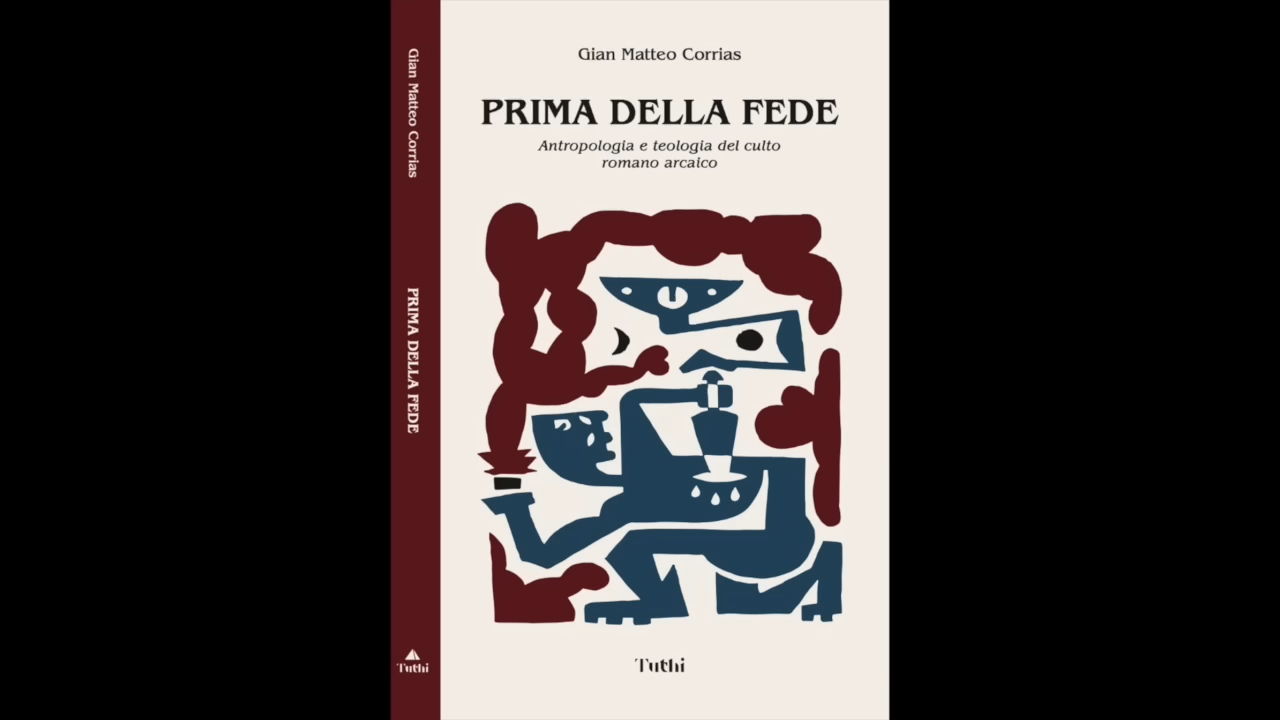 Gian Matteo Corrias
PRIMA DELLA FEDE
Tuthi
Gian Matteo Corrias
PRIMA DELLA FEDE
Antropologia e teologia del culto
romano arcaico
Tuthi